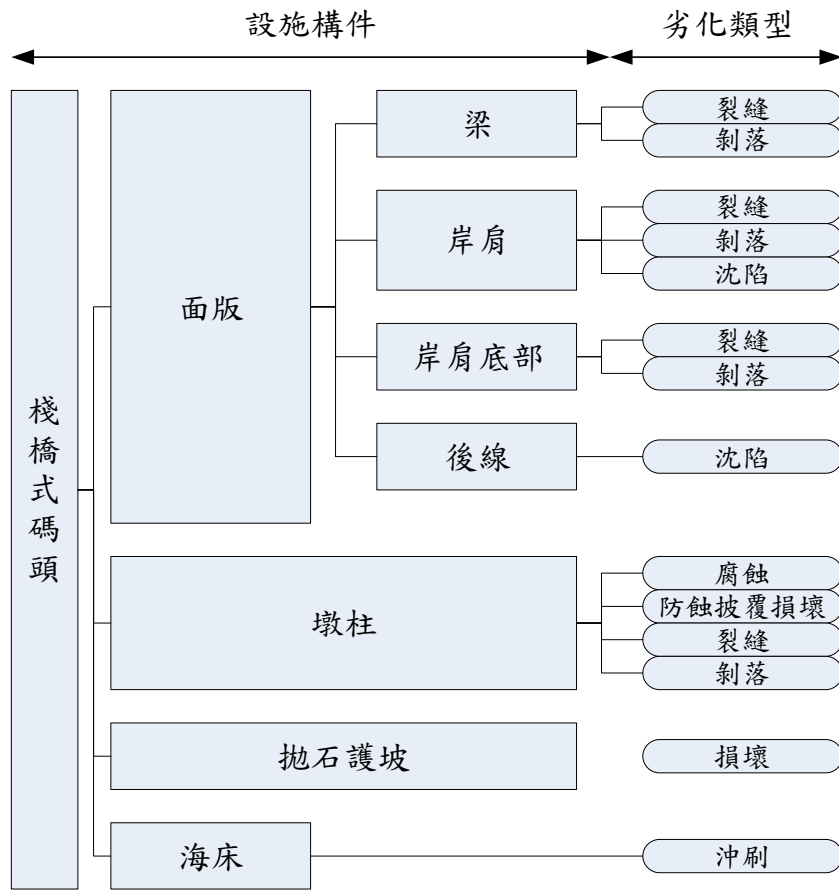 設施構件
劣化類型
棧橋式碼頭
面版
梁
裂縫
剝落
岸肩
裂縫
剝落
沈陷
岸肩底部
裂縫
剝落
後線
沈陷
墩柱
腐蝕
防蝕披覆損壞
裂縫
剝落
拋石護坡
損壞
海床
沖刷